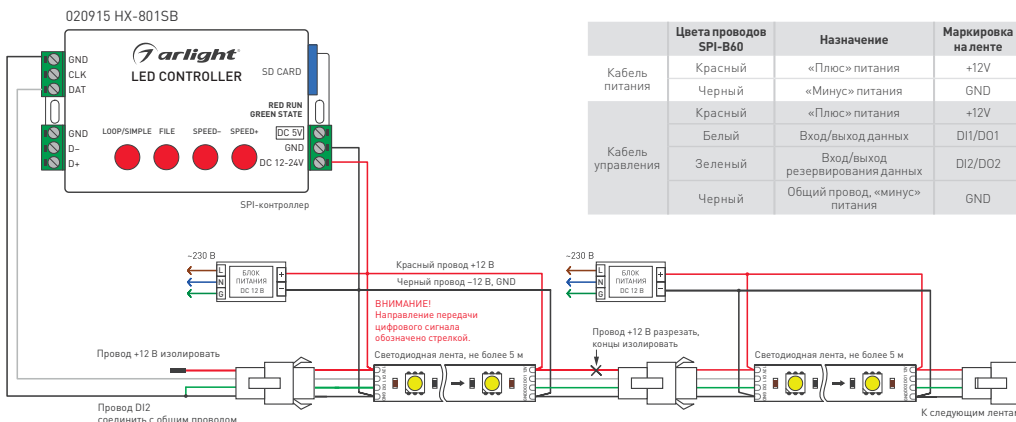 020915 HX-801SB
GND
CLK
DAT
arlight
LED CONTROLLER
SD CARD
RED RUN
GREEN STATE
GND
D–
D+
LOOP/SIMPLE FILE SPEED– SPEED+
DC 5V
GND
DC 12-24V
SPI-контроллер
Цвета проводов SPI-B60 Назначение Маркировка на ленте
Кабель питания
Красный «Плюс» питания +12V
Черный «Минус» питания GND
Кабель управления
Красный «Плюс» питания +12V
Белый Вход/выход данных DI1/DO1
Зеленый Вход/выход резервирования данных DI2/DO2
Черный Общий провод, «минус» питания GND
~230 В
L
N
G
БЛОК
ПИТАНИЯ
DC 12 В
+
–
Красный провод +12 В
Черный провод –12 В, GND
ВНИМАНИЕ!
Направление передачи
цифрового сигнала
обозначено стрелкой.
Светодиодная лента, не более 5 м
Провод +12 В изолировать
Провод DI2
соединить с общим проводом
~230 В
L
N
G
БЛОК
ПИТАНИЯ
DC 12 В
+
–
Провод +12 В разрезать,
концы изолировать
Светодиодная лента, не более 5 м
К следующим лентам